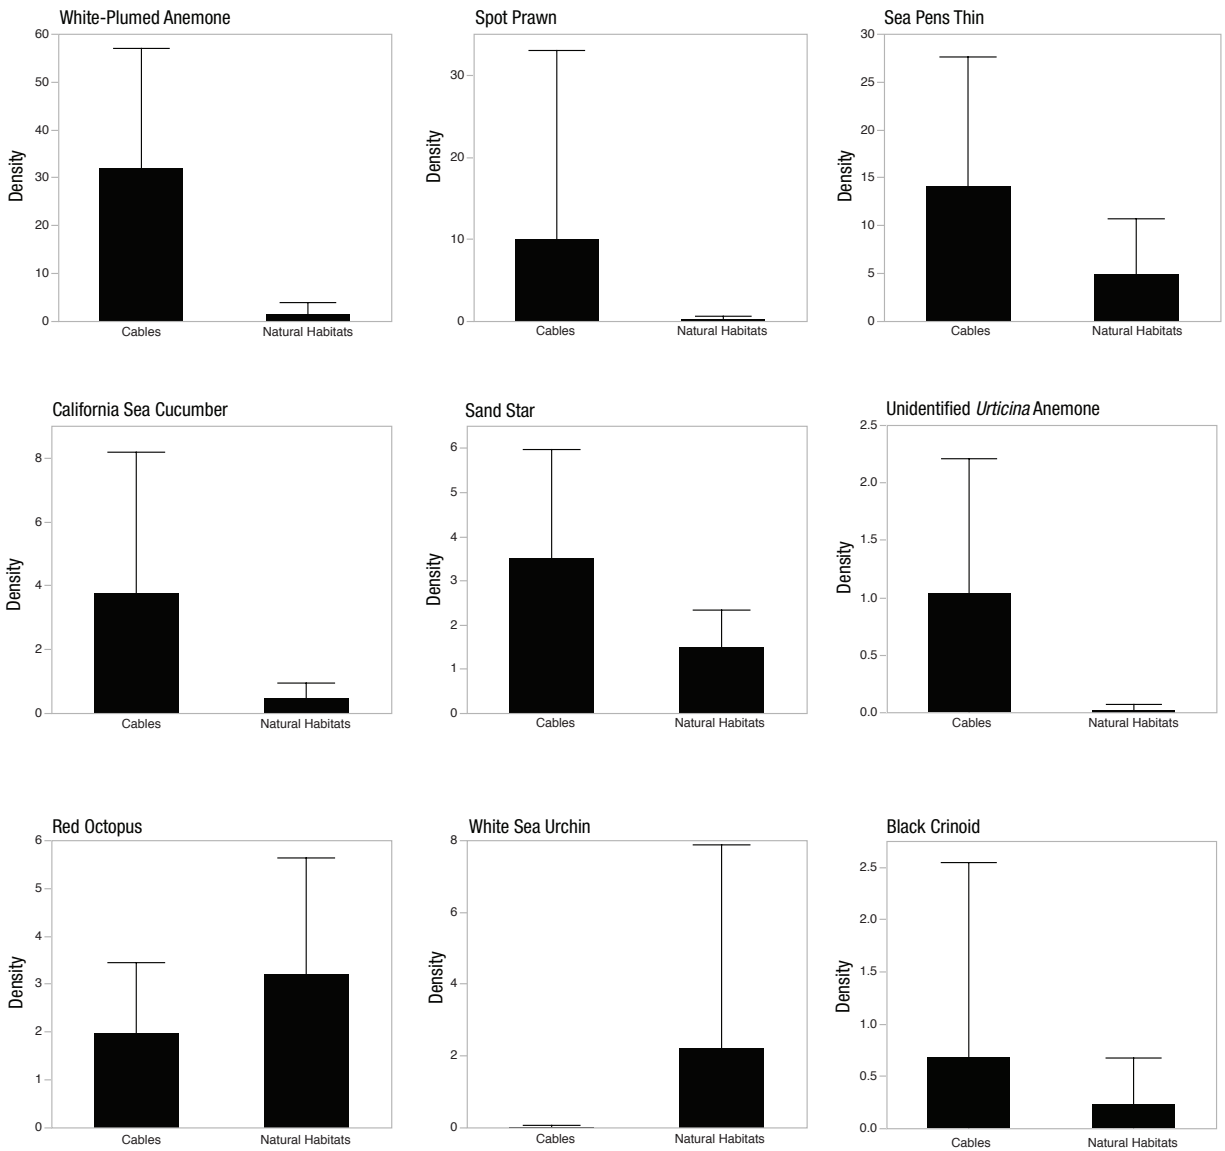 White-Plumed Anemone
60
50
40
30
20
10
0
Density
Cables
Natural Habitats
Spot Prawn
30
20
10
0
Density
Cables
Natural Habitats
Sea Pens Thin
30
25
20
15
10
5
0
Density
Cables
Natural Habitats
California Sea Cucumber
8
6
4
2
0
Density
Cables
Natural Habitats
Sand Star
6
5
4
3
2
1
0
Density
Cables
Natural Habitats
Unidentified Urticina Anemone
2.5
2.0
1.5
1.0
0.5
0.0
Density
Cables
Natural Habitats
Red Octopus
6
5
4
3
2
1
0
Density
Cables
Natural Habitats
White Sea Urchin
8
6
4
2
0
Density
Cables
Natural Habitats
Black Crinoid
2.5
2.0
1.5
1.0
0.5
0.0
Density
Cables
Natural Habitats